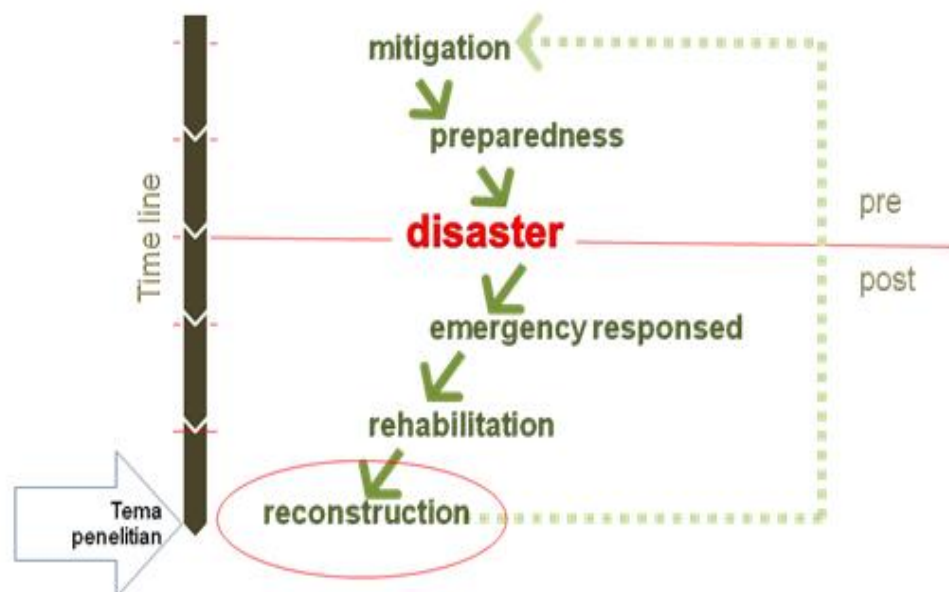 mitigation
preparedness
Time line
disaster
pre
post
emergency responsed
rehabilitation
reconstruction
Tema
penelitian